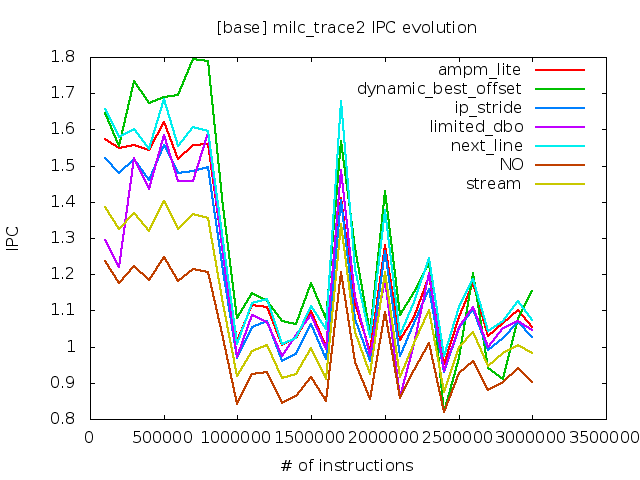 [base] milc_trace2 IPC evolution
1.8
1.7
1.6
1.5
1.4
1.3
1.2
1.1
1
0.9
0.8
IPC
ampm_lite
dynamic_best_offset
ip_stride
limited_dbo
next_line
NO
stream
0 500000 1000000 1500000 2000000 2500000 3000000 3500000
# of instructions